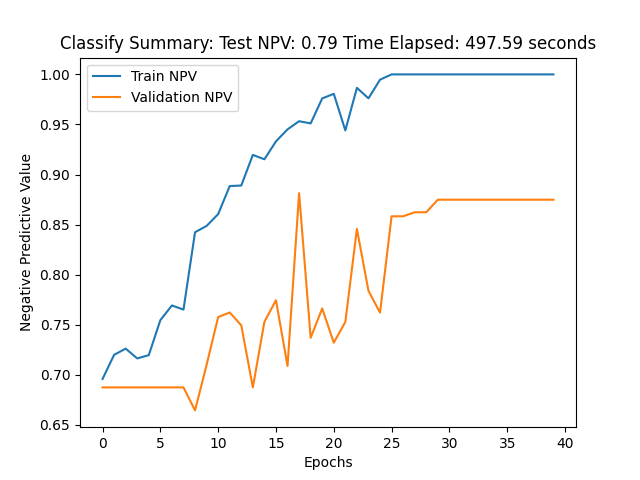 Classify Summary: Test NPV: 0.79 Time Elapsed: 497.59 seconds
Train NPV
Validation NPV
Negative Predictive Value
1.00
0.95
0.90
0.85
0.80
0.75
0.70
0.65
0 5 10 15 20 25 30 35 40
Epochs